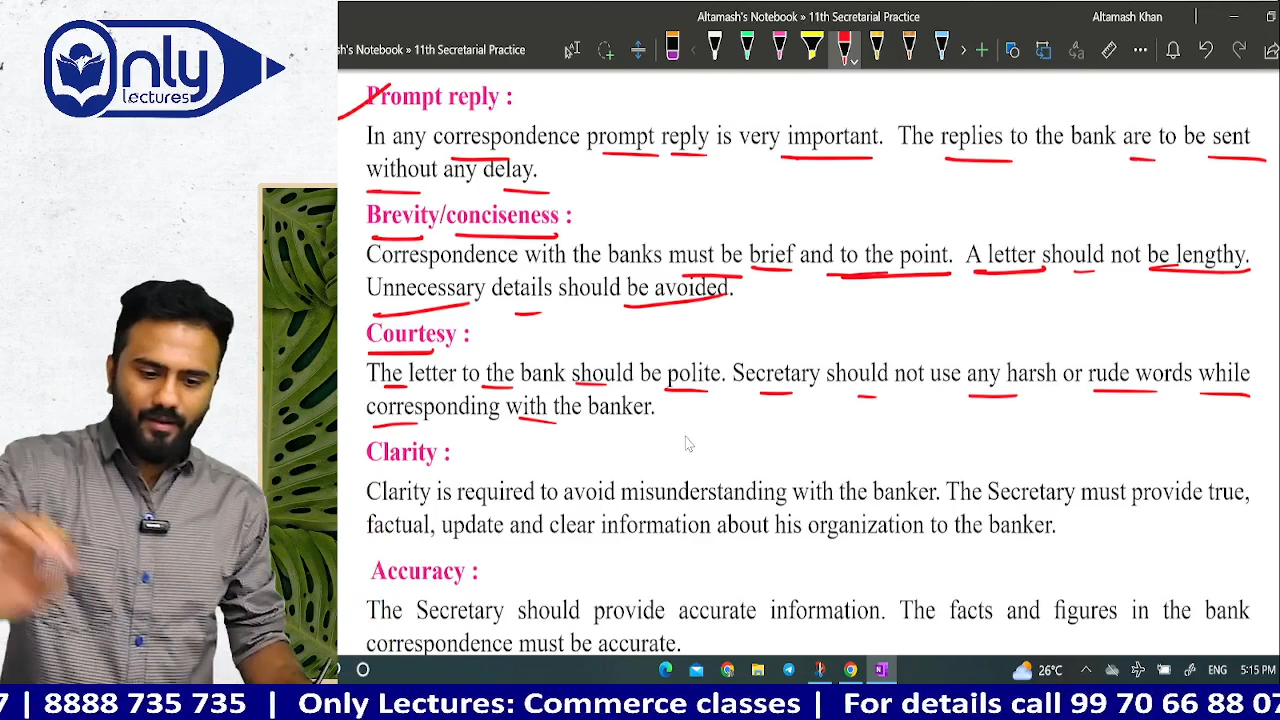 Only
lectures
Altamash's Notebook » 11th Secretarial Practice
Altamash Khan
's Notebook » 11th Secretarial Practice
Prompt reply :
In any correspondence prompt reply is very important. The replies to the bank are to be sent
without any delay.
Brevity/conciseness :
Correspondence with the banks must be brief and to the point. A letter should not be lengthy.
Unnecessary details should be avoided.
Courtesy :
The letter to the bank should be polite. Secretary should not use any harsh or rude words while
corresponding with the banker.
Clarity :
Clarity is required to avoid misunderstanding with the banker. The Secretary must provide true,
factual, update and clear information about his organization to the banker.
Accuracy :
The Secretary should provide accurate information. The facts and figures in the bank
correspondence must be accurate.
26°C
ENG
5:15 PM
7 | 8888 735 735 | Only Lectures: Commerce classes | For details call 99 70 66 88 07